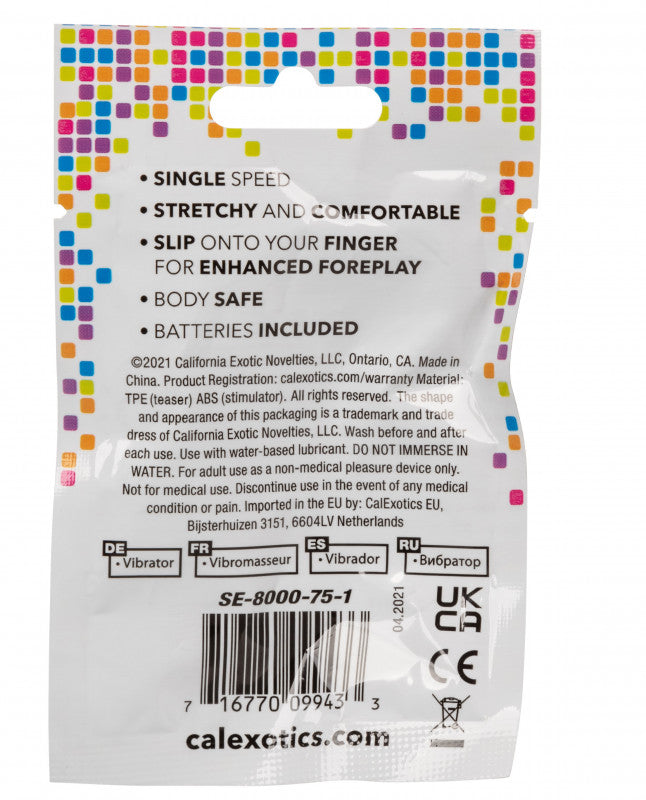 • SINGLE SPEED
• STRETCHY AND COMFORTABLE
• SLIP ONTO YOUR FINGER
FOR ENHANCED FOREPLAY
• BODY SAFE
• BATTERIES INCLUDED
©2021 California Exotic Novelties, LLC, Ontario, CA. Made in
China. Product Registration: calexotics.com/warranty Material:
TPE (teaser) ABS (stimulator). All rights reserved. The shape
and appearance of this packaging is a trademark and trade
dress of California Exotic Novelties, LLC. Wash before and after
each use. Use with water-based lubricant. DO NOT IMMERSE IN
WATER. For adult use as a non-medical pleasure device only.
Not for medical use. Discontinue use in the event of any medical
condition or pain. Imported in the EU by: CalExotics EU,
Bijsterhuizen 3151, 6604LV Netherlands
DE • Vibrator FR • Vibromasseur ES • Vibrador RU • Вибратор
SE-8000-75-1
04.2021
UK
CA
CE
7 16770 09943 3
calexotics.com